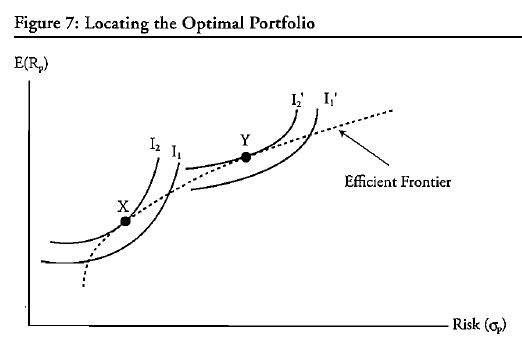 Figure 7: Locating the Optimal Portfolio
E(Rₚ)
I₂' I₁'
Y
I₂ I₁
Efficient Frontier
X
Risk (σₚ)